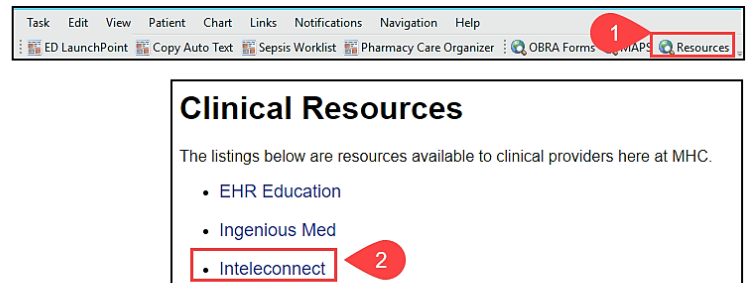 Task Edit View Patient Chart Links Notifications Navigation Help
ED LaunchPoint Copy Auto Text Sepsis Worklist Pharmacy Care Organizer OBRA Forms MAPS Resources
1
Clinical Resources
The listings below are resources available to clinical providers here at MHC.
• EHR Education
• Ingenious Med
• Inteleconnect
2